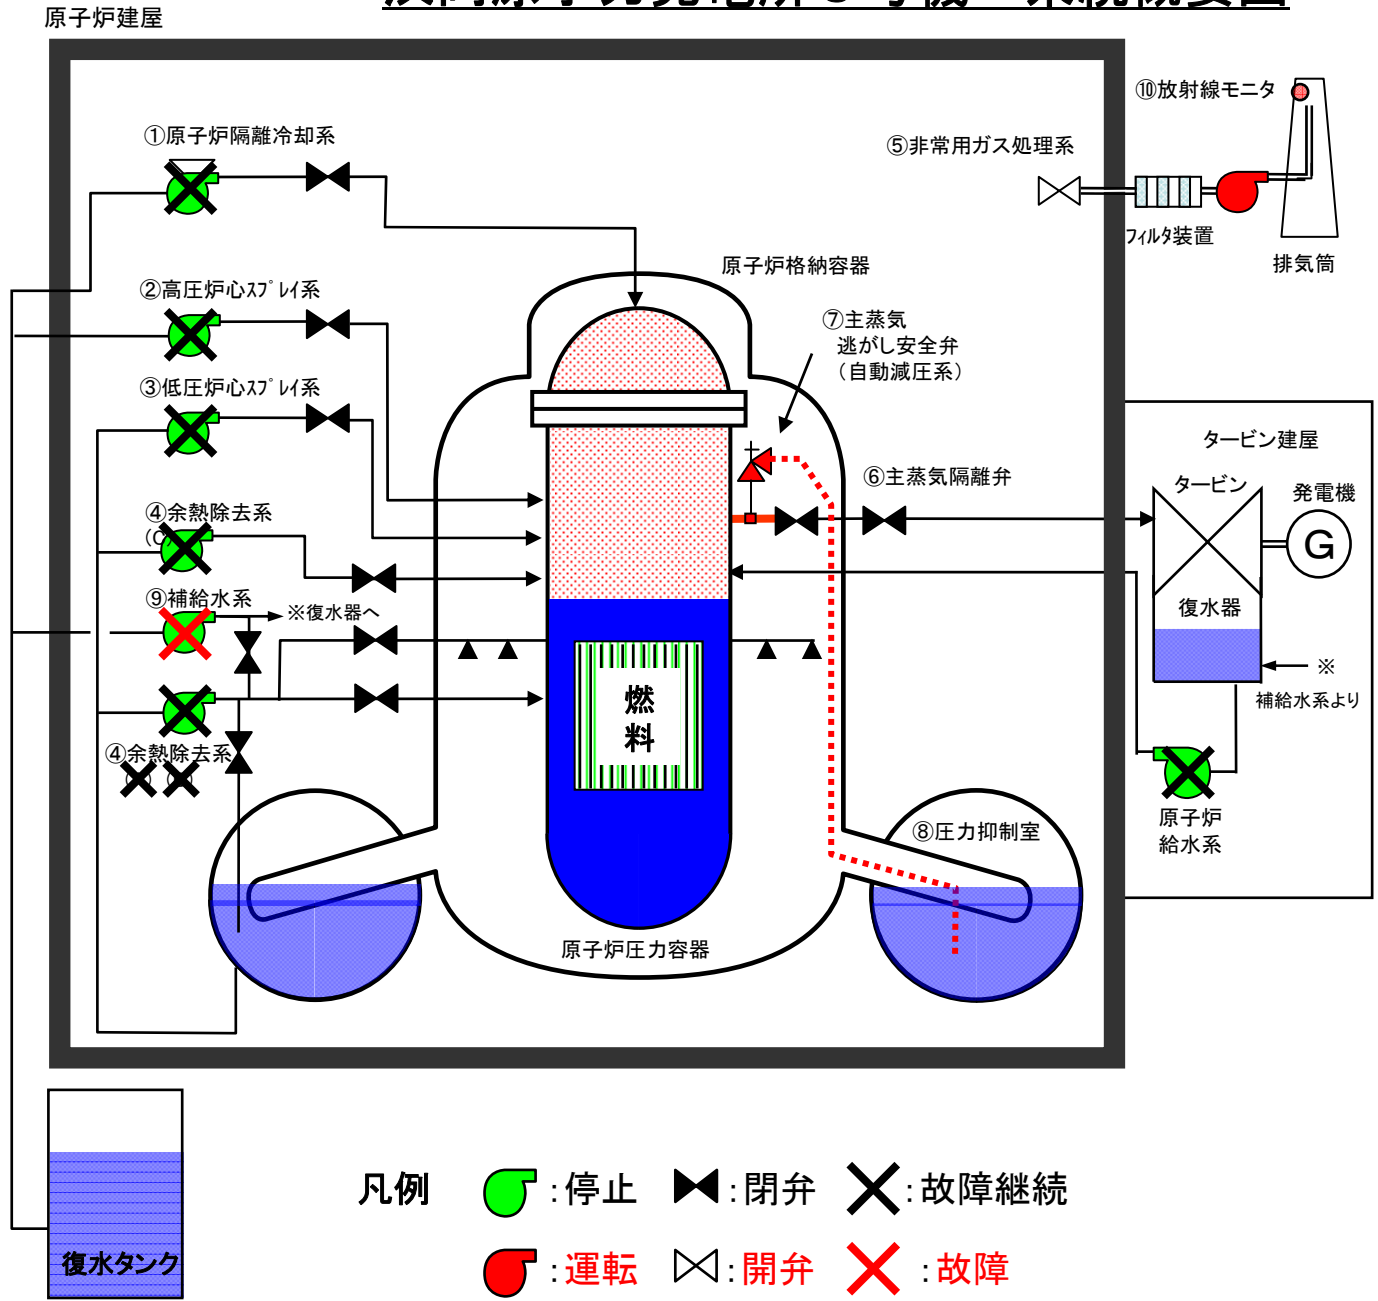 原子炉建屋
①原子炉隔離冷却系
⑩放射線モニタ
⑤非常用ガス処理系
フィルタ装置
排気筒
②高圧炉心スプレイ系
原子炉格納容器
⑦主蒸気
逃がし安全弁
（自動減圧系）
③低圧炉心スプレイ系
タービン建屋
⑥主蒸気隔離弁
タービン
発電機
G
④余熱除去系
(C)
⑨補給水系
※復水器へ
復水器
※
補給水系より
燃
料
④余熱除去系
原子炉
給水系
⑧圧力抑制室
原子炉圧力容器
復水タンク
凡例
：停止
：閉弁
：故障継続
：運転
：開弁
：故障